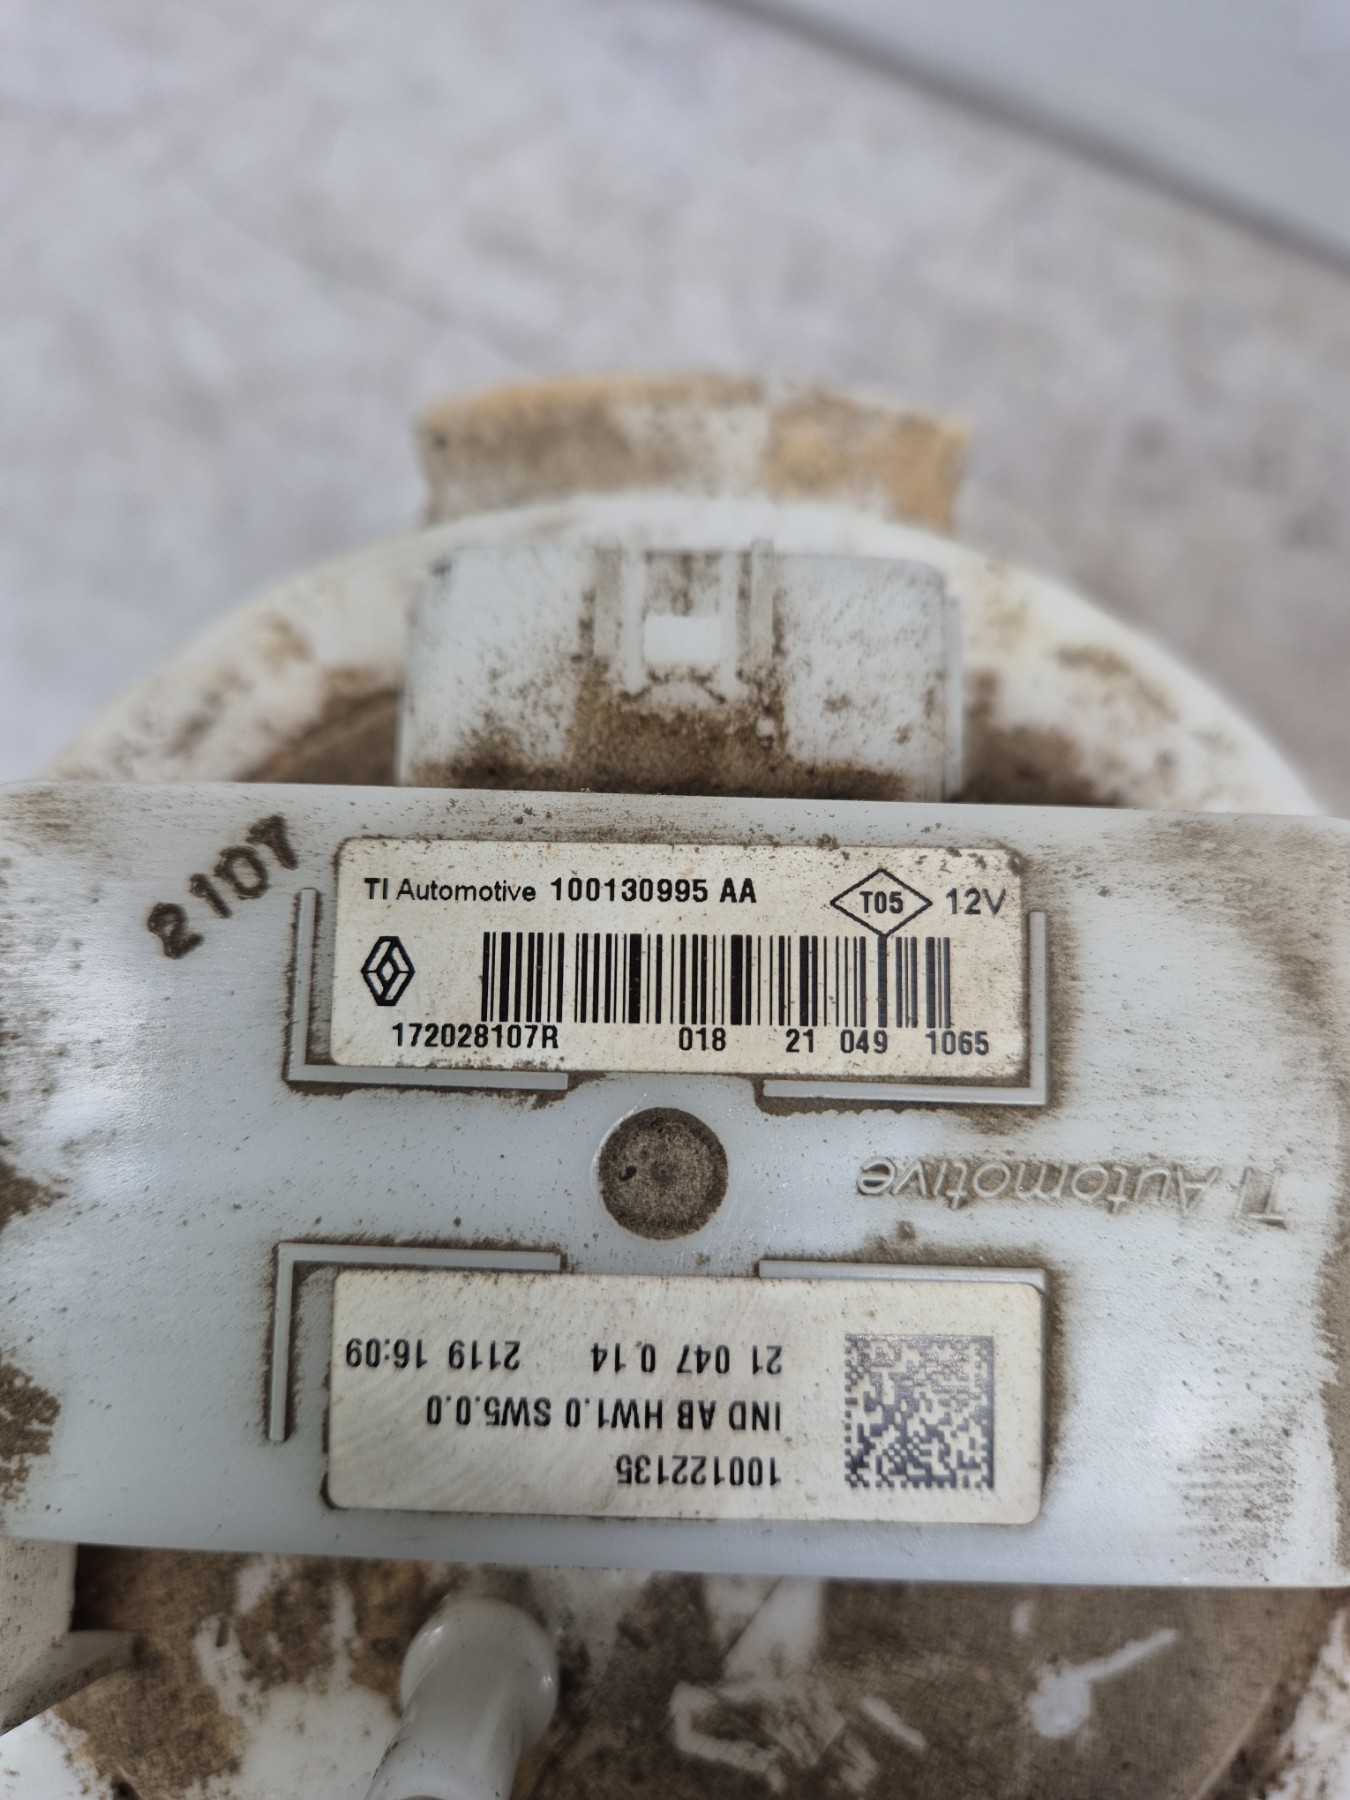 2107
TI Automotive 100130995 AA T05 12V
172028107R 018 21 049 1065
TI Automotive
100122135
IND AB HW1.0 SW5.0.0
21 047 0.14 2119 16:09